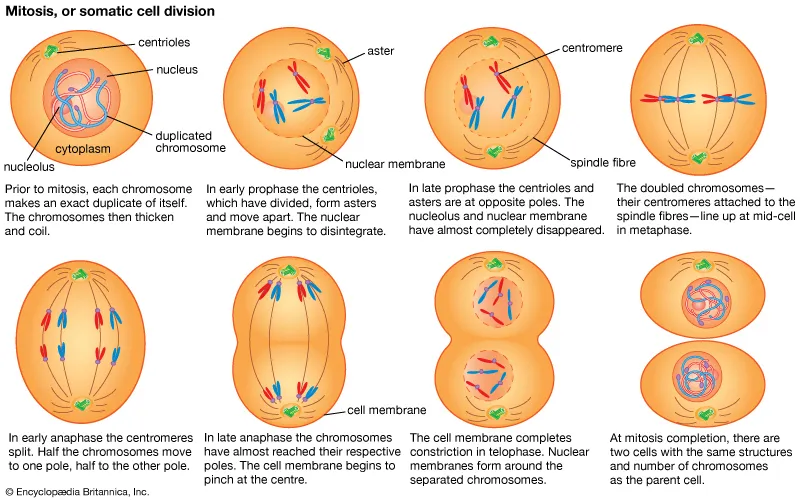 Mitosis, or somatic cell division
centrioles
nucleus
duplicated
chromosome
cytoplasm
nucleolus
Prior to mitosis, each chromosome
makes an exact duplicate of itself.
The chromosomes then thicken
and coil.
aster
nuclear membrane
In early prophase the centrioles,
which have divided, form asters
and move apart. The nuclear
membrane begins to disintegrate.
centromere
spindle fibre
In late prophase the centrioles and
asters are at opposite poles. The
nucleolus and nuclear membrane
have almost completely disappeared.
The doubled chromosomes—
their centromeres attached to the
spindle fibres—line up at mid-cell
in metaphase.
In early anaphase the centromeres
split. Half the chromosomes move
to one pole, half to the other pole.
cell membrane
In late anaphase the chromosomes
have almost reached their respective
poles. The cell membrane begins to
pinch at the centre.
The cell membrane completes
constriction in telophase. Nuclear
membranes form around the
separated chromosomes.
At mitosis completion, there are
two cells with the same structures
and number of chromosomes
as the parent cell.
© Encyclopædia Britannica, Inc.